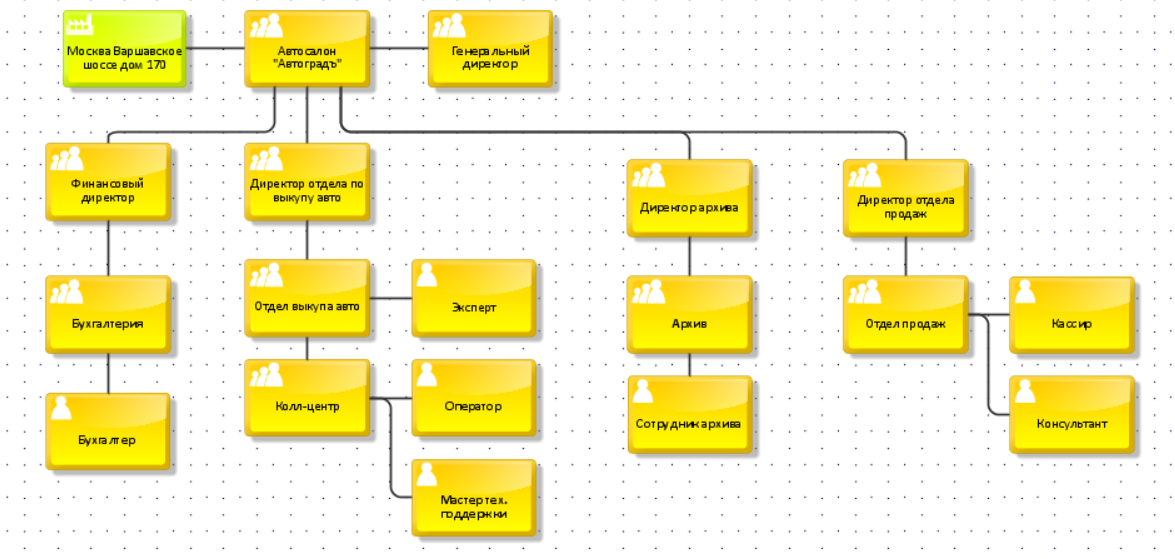 Москва Варшавское
шоссе дом 170
Автосалон
"Автоградъ"
Генеральный
директор
Финансовый
директор
Директор отдела по
выкупу авто
Директор архива
Директор отдела
продаж
Бухгалтерия
Отдел выкупа авто
Эксперт
Архив
Отдел продаж
Кассир
Бухгалтер
Колл-центр
Оператор
Сотрудник архива
Консультант
Мастер тех.
поддержки